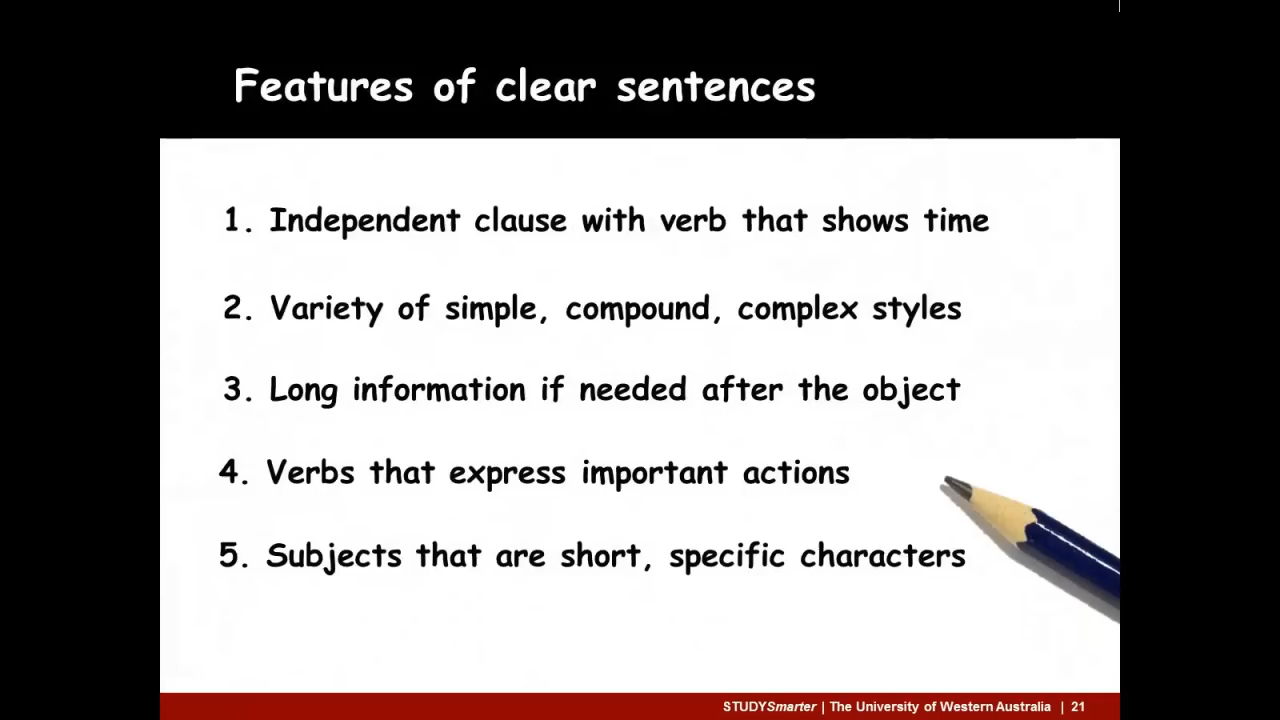 Features of clear sentences
1. Independent clause with verb that shows time
2. Variety of simple, compound, complex styles
3. Long information if needed after the object
4. Verbs that express important actions
5. Subjects that are short, specific characters
STUDYSmarter | The University of Western Australia | 21